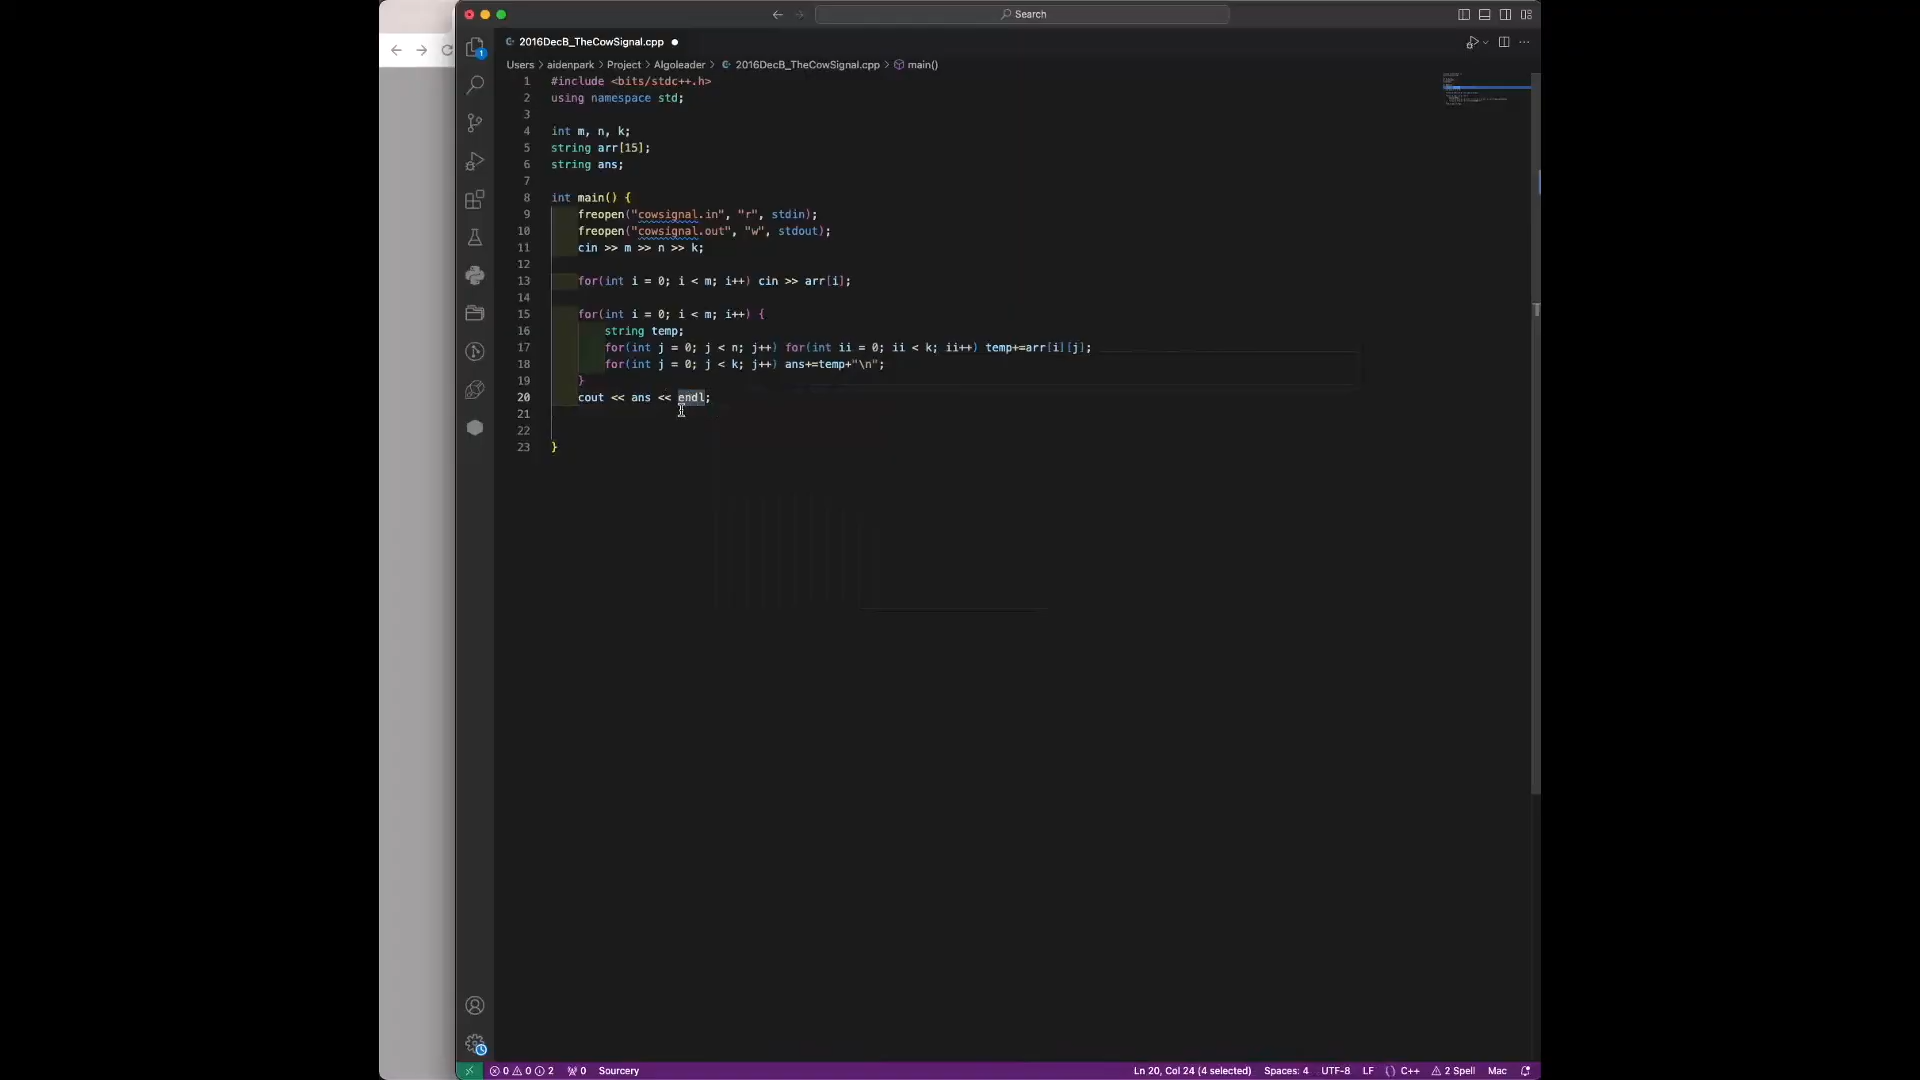 Search
2016DecB_TheCowSignal.cpp
Users > aidenpark > Project > Algoleader > 2016DecB_TheCowSignal.cpp > main()
1 #include <bits/stdc++.h>
2 using namespace std;
3
4 int m, n, k;
5 string arr[15];
6 string ans;
7
8 int main() {
9 freopen("cowsignal.in", "r", stdin);
10 freopen("cowsignal.out", "w", stdout);
11 cin >> m >> n >> k;
12
13 for(int i = 0; i < m; i++) cin >> arr[i];
14
15 for(int i = 0; i < m; i++) {
16 string temp;
17 for(int j = 0; j < n; j++) for(int ii = 0; ii < k; ii++) temp+=arr[i][j];
18 for(int j = 0; j < k; j++) ans+=temp+"\n";
19 }
20 cout << ans << endl;
21
22
23 }
1
0 0 2 0 Sourcery Ln 20, Col 24 (4 selected) Spaces: 4 UTF-8 LF {} C++ 2 Spell Mac